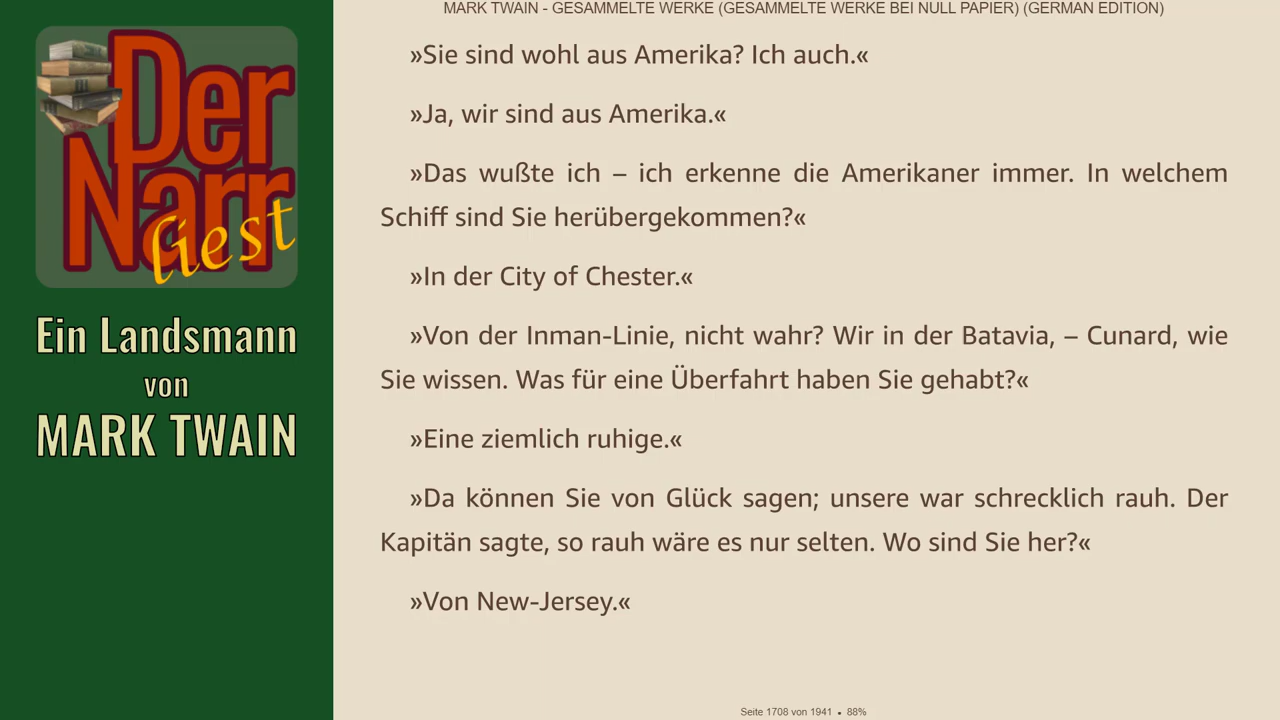 MARK TWAIN - GESAMMELTE WERKE (GESAMMELTE WERKE BEI NULL PAPIER) (GERMAN EDITION)
Der
Narr
liest
Ein Landsmann
von
MARK TWAIN
»Sie sind wohl aus Amerika? Ich auch.«
»Ja, wir sind aus Amerika.«
»Das wußte ich – ich erkenne die Amerikaner immer. In welchem
Schiff sind Sie herübergekommen?«
»In der City of Chester.«
»Von der Inman-Linie, nicht wahr? Wir in der Batavia, – Cunard, wie
Sie wissen. Was für eine Überfahrt haben Sie gehabt?«
»Eine ziemlich ruhige.«
»Da können Sie von Glück sagen; unsere war schrecklich rauh. Der
Kapitän sagte, so rauh wäre es nur selten. Wo sind Sie her?«
»Von New-Jersey.«
Seite 1708 von 1941 • 88%